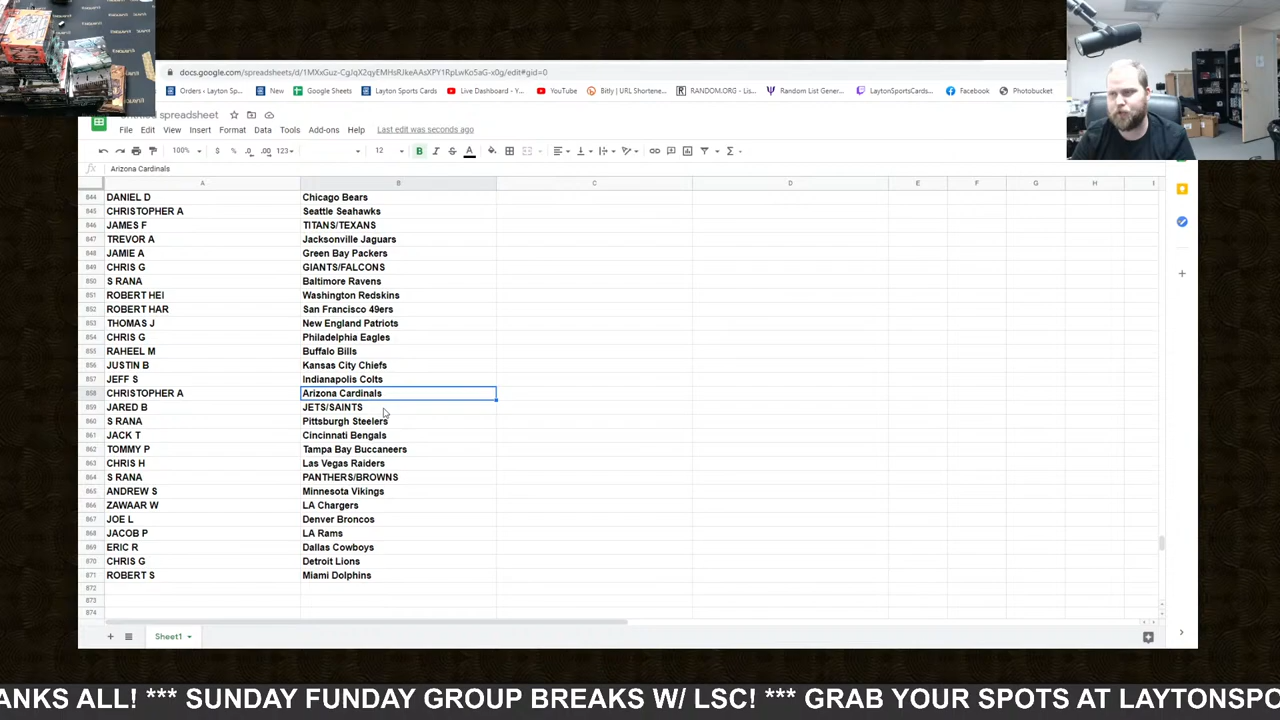 docs.google.com/spreadsheets/d/1MXxGuz-CgJqX2qyEMHsRJkeAAsXPY1RpLwKo5aG-x0g/edit#gid=0
Orders ‹ Layton Sp... New Google Sheets Layton Sports Cards Live Dashboard - Y... YouTube Bitly | URL Shortene... RANDOM.ORG - Lis... Random List Gener... LaytonSportsCards... Facebook Photobucket
Untitled spreadsheet
File Edit View Insert Format Data Tools Add-ons Help Last edit was seconds ago
100% $ % .0 .00 123 12 B I S A
fx Arizona Cardinals
A B C D E F G H I
844 DANIEL D Chicago Bears
845 CHRISTOPHER A Seattle Seahawks
846 JAMES F TITANS/TEXANS
847 TREVOR A Jacksonville Jaguars
848 JAMIE A Green Bay Packers
849 CHRIS G GIANTS/FALCONS
850 S RANA Baltimore Ravens
851 ROBERT HEI Washington Redskins
852 ROBERT HAR San Francisco 49ers
853 THOMAS J New England Patriots
854 CHRIS G Philadelphia Eagles
855 RAHEEL M Buffalo Bills
856 JUSTIN B Kansas City Chiefs
857 JEFF S Indianapolis Colts
858 CHRISTOPHER A Arizona Cardinals
859 JARED B JETS/SAINTS
860 S RANA Pittsburgh Steelers
861 JACK T Cincinnati Bengals
862 TOMMY P Tampa Bay Buccaneers
863 CHRIS H Las Vegas Raiders
864 S RANA PANTHERS/BROWNS
865 ANDREW S Minnesota Vikings
866 ZAWAAR W LA Chargers
867 JOE L Denver Broncos
868 JACOB P LA Rams
869 ERIC R Dallas Cowboys
870 CHRIS G Detroit Lions
871 ROBERT S Miami Dolphins
872
873
874
Sheet1
ANKS ALL! *** SUNDAY FUNDAY GROUP BREAKS W/ LSC! *** GRAB YOUR SPOTS AT LAYTONSPO